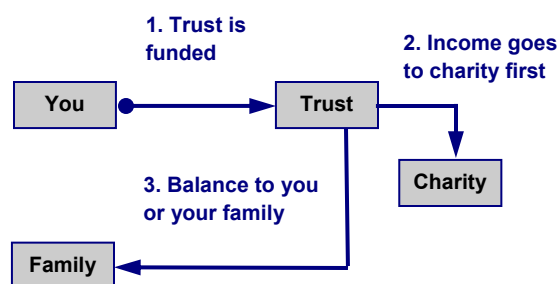 1. Trust is
funded
2. Income goes
to charity first
You
Trust
Charity
3. Balance to you
or your family
Family